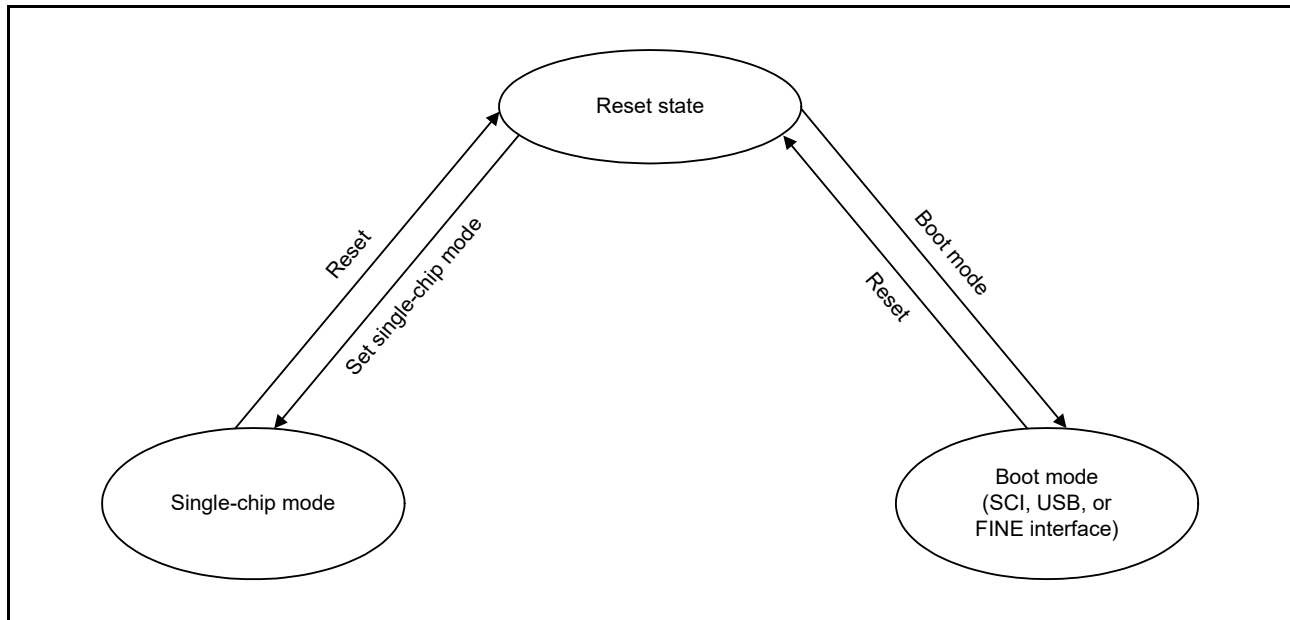 Reset state
Reset
Set single-chip mode
Boot mode
Reset
Single-chip mode
Boot mode
(SCI, USB, or
FINE interface)